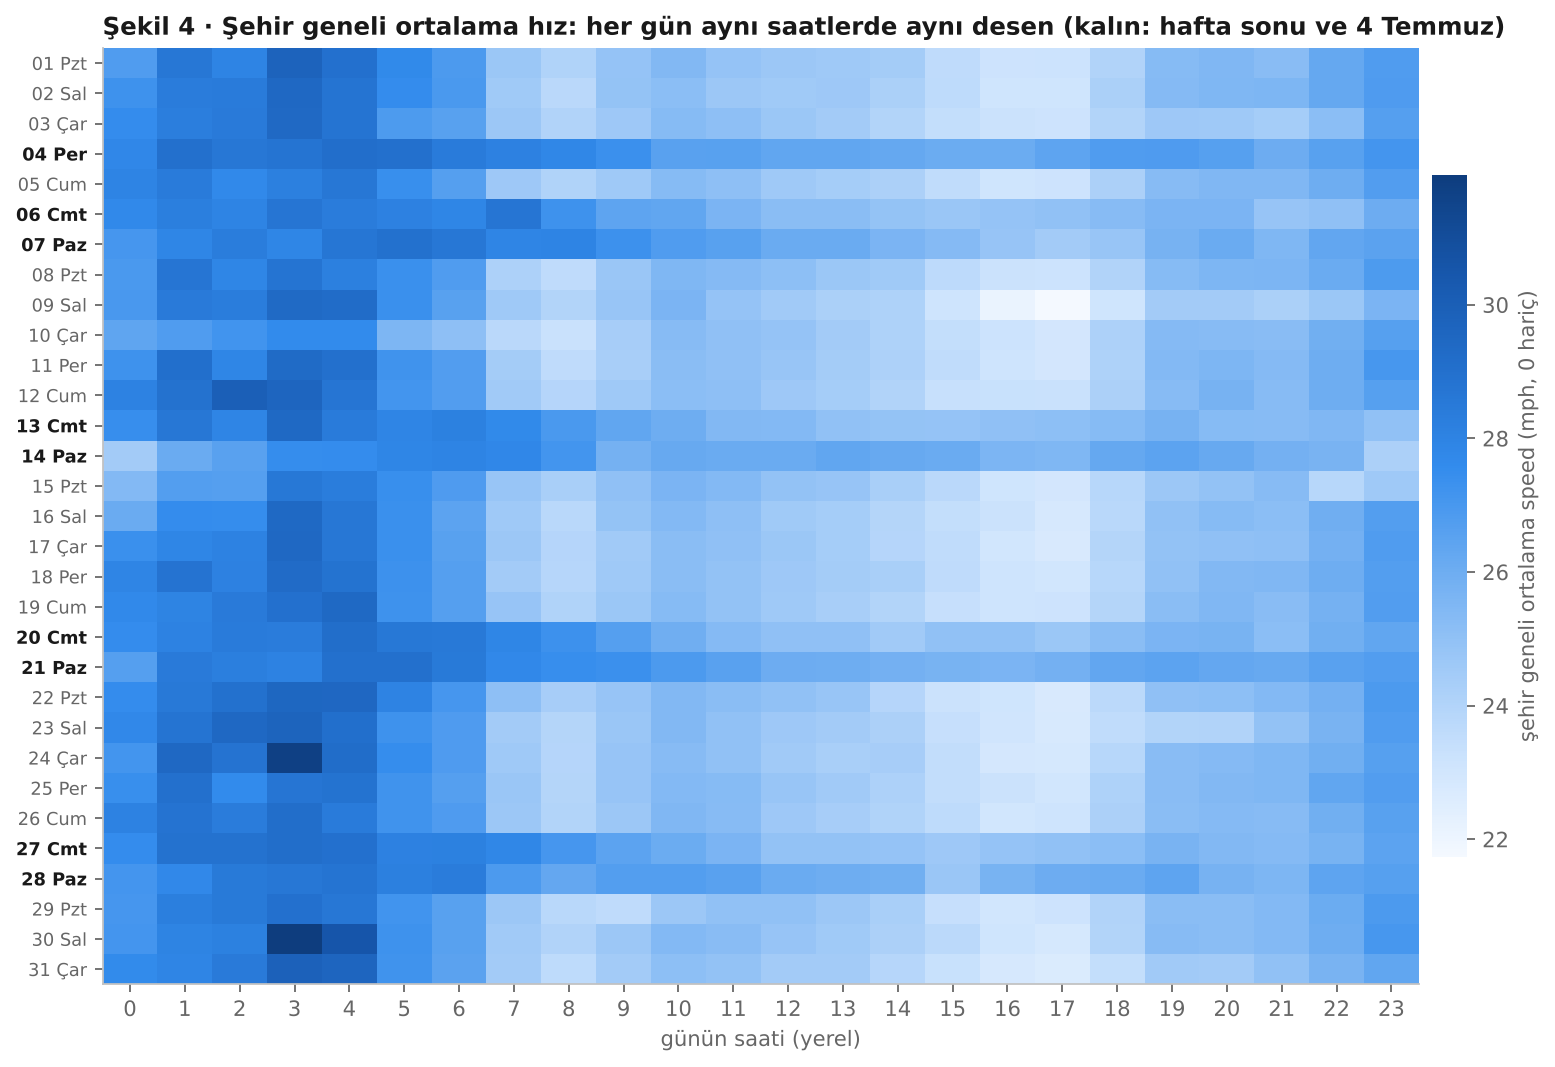 Şekil 4 · Şehir geneli ortalama hız: her gün aynı saatlerde aynı desen (kalın: hafta sonu ve 4 Temmuz)
01 Pzt
02 Sal
03 Çar
04 Per
05 Cum
06 Cmt
07 Paz
08 Pzt
09 Sal
10 Çar
11 Per
12 Cum
13 Cmt
14 Paz
15 Pzt
16 Sal
17 Çar
18 Per
19 Cum
20 Cmt
21 Paz
22 Pzt
23 Sal
24 Çar
25 Per
26 Cum
27 Cmt
28 Paz
29 Pzt
30 Sal
31 Çar
0 1 2 3 4 5 6 7 8 9 10 11 12 13 14 15 16 17 18 19 20 21 22 23
günün saati (yerel)
30
28
26
24
22
şehir geneli ortalama speed (mph, 0 hariç)